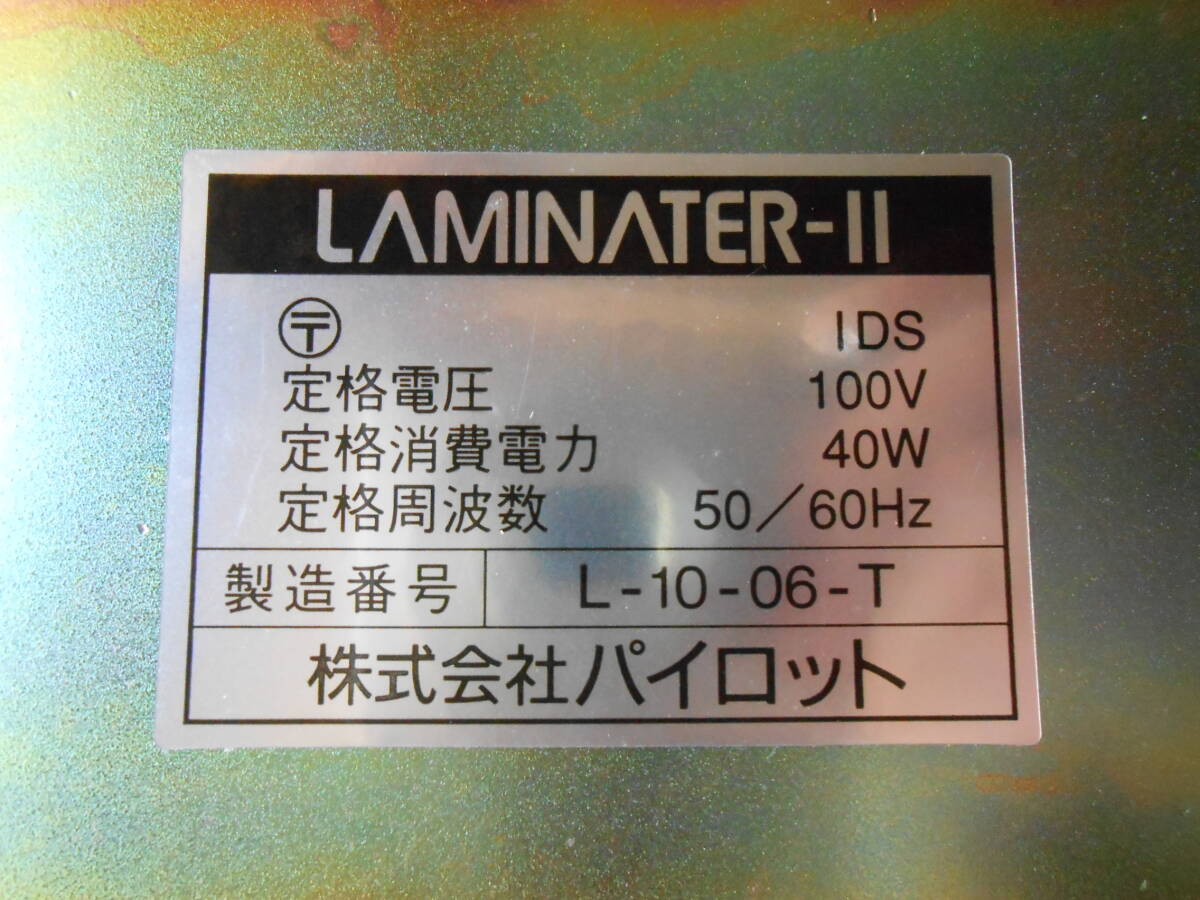 LAMINATER-II
〶 IDS
定格電圧 100V
定格消費電力 40W
定格周波数 50/60Hz
製造番号 L-10-06-T
株式会社パイロット